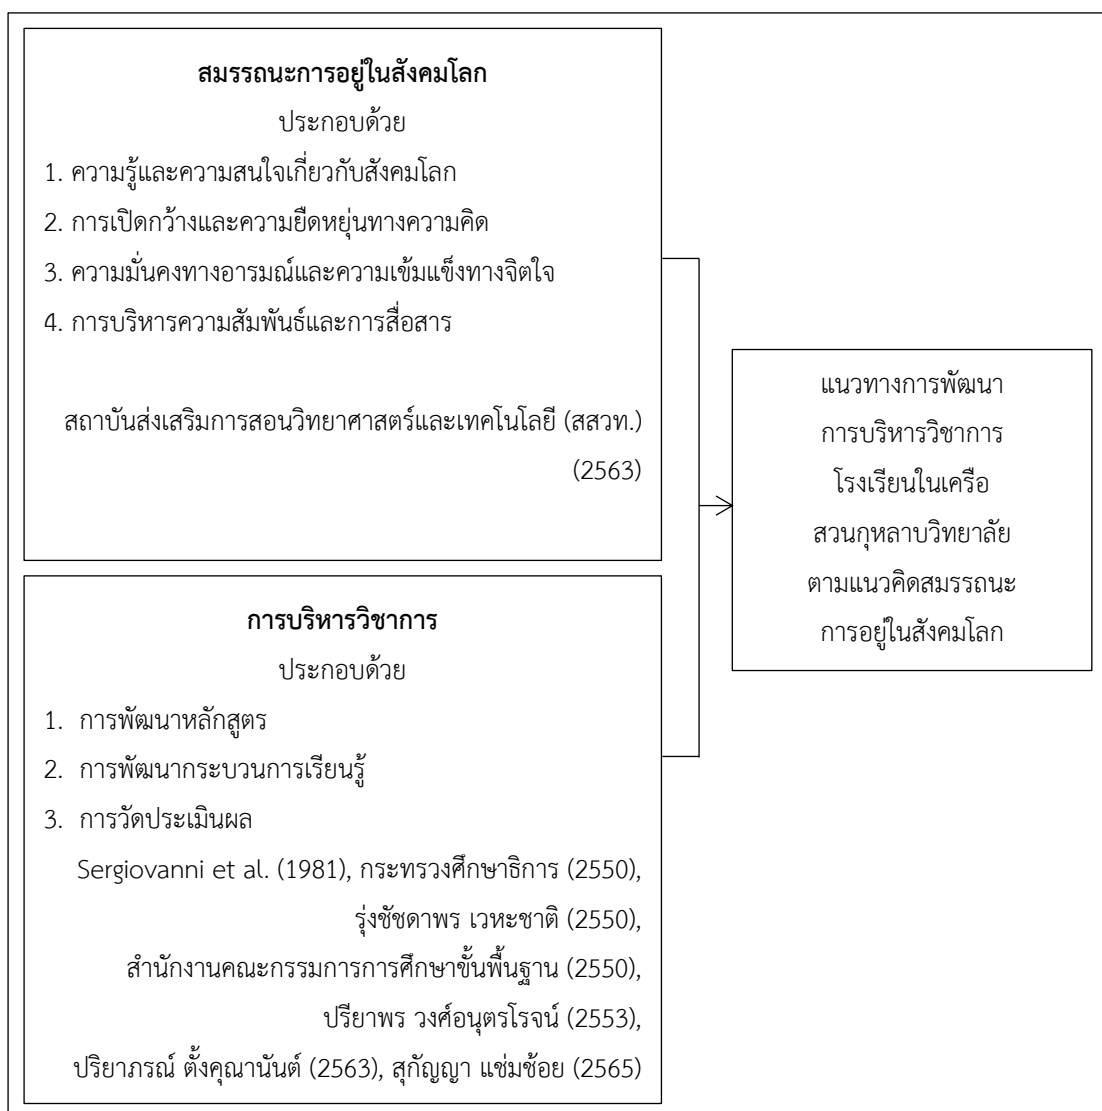 สมรรถนะการอยู่ในสังคมโลก
ประกอบด้วย
1. ความรู้และความสนใจเกี่ยวกับสังคมโลก
2. การเปิดกว้างและความยืดหยุ่นทางความคิด
3. ความมั่นคงทางอารมณ์และความเข้มแข็งทางจิตใจ
4. การบริหารความสัมพันธ์และการสื่อสาร
สถาบันส่งเสริมการสอนวิทยาศาสตร์และเทคโนโลยี (สสวท.)
(2563)
การบริหารวิชาการ
ประกอบด้วย
1. การพัฒนาหลักสูตร
2. การพัฒนากระบวนการเรียนรู้
3. การวัดประเมินผล
Sergiovanni et al. (1981), กระทรวงศึกษาธิการ (2550),
รุ่งชัชดาพร เวหะชาติ (2550),
สำนักงานคณะกรรมการการศึกษาขั้นพื้นฐาน (2550),
ปรียาพร วงศ์อนุตรโรจน์ (2553),
ปริยาภรณ์ ตั้งคุณานันต์ (2563), สุกัญญา แช่มช้อย (2565)
แนวทางการพัฒนา
การบริหารวิชาการ
โรงเรียนในเครือ
สวนกุหลาบวิทยาลัย
ตามแนวคิดสมรรถนะ
การอยู่ในสังคมโลก